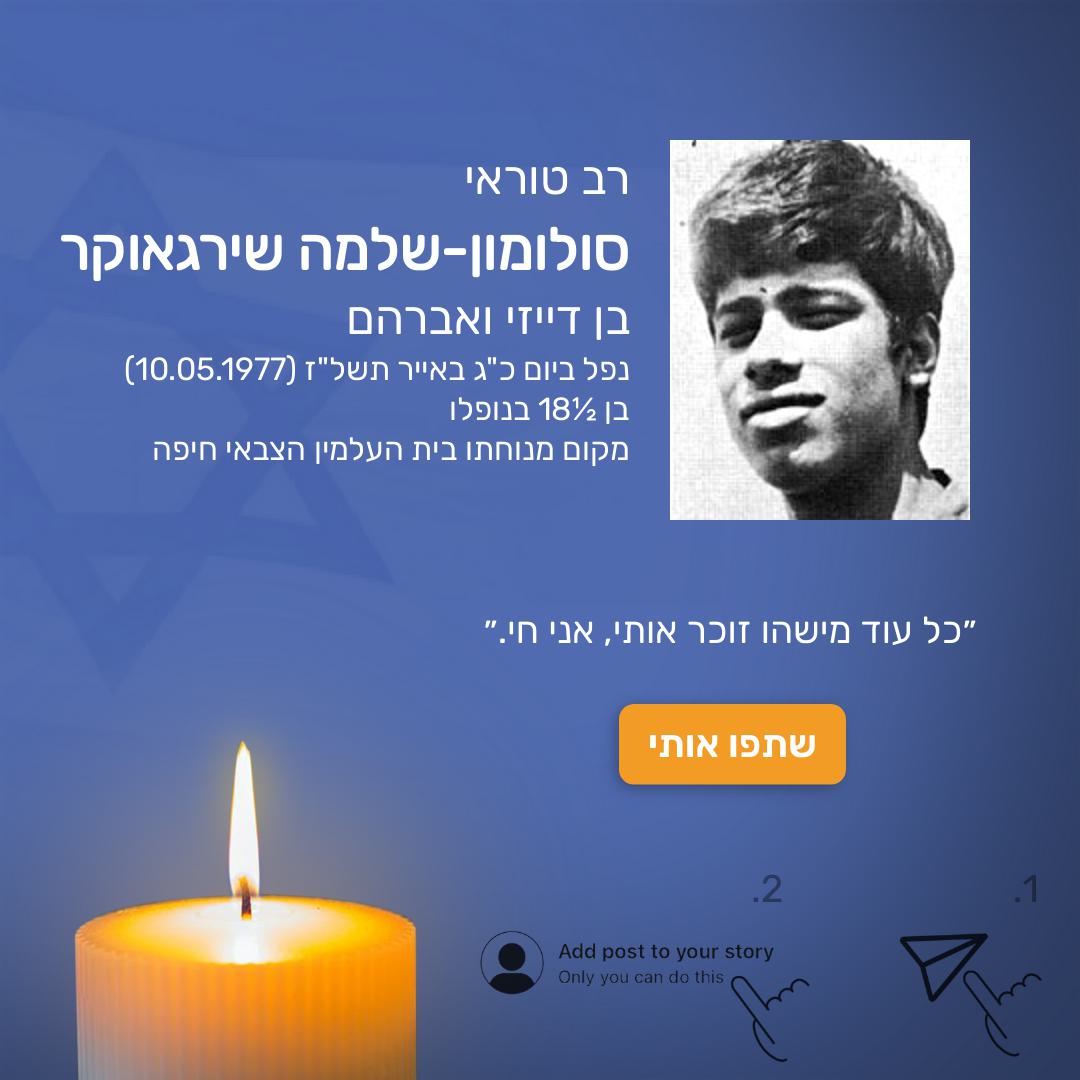 רב טוראי
סולומון-שלמה שירגאוקר
בן דייזי ואברהם
נפל ביום כ"ג באייר תשל"ז (10.05.1977)
בן 18½ בנופלו
מקום מנוחתו בית העלמין הצבאי חיפה
״כל עוד מישהו זוכר אותי, אני חי.״
שתפו אותי
1.
2.
Add post to your story
Only you can do this